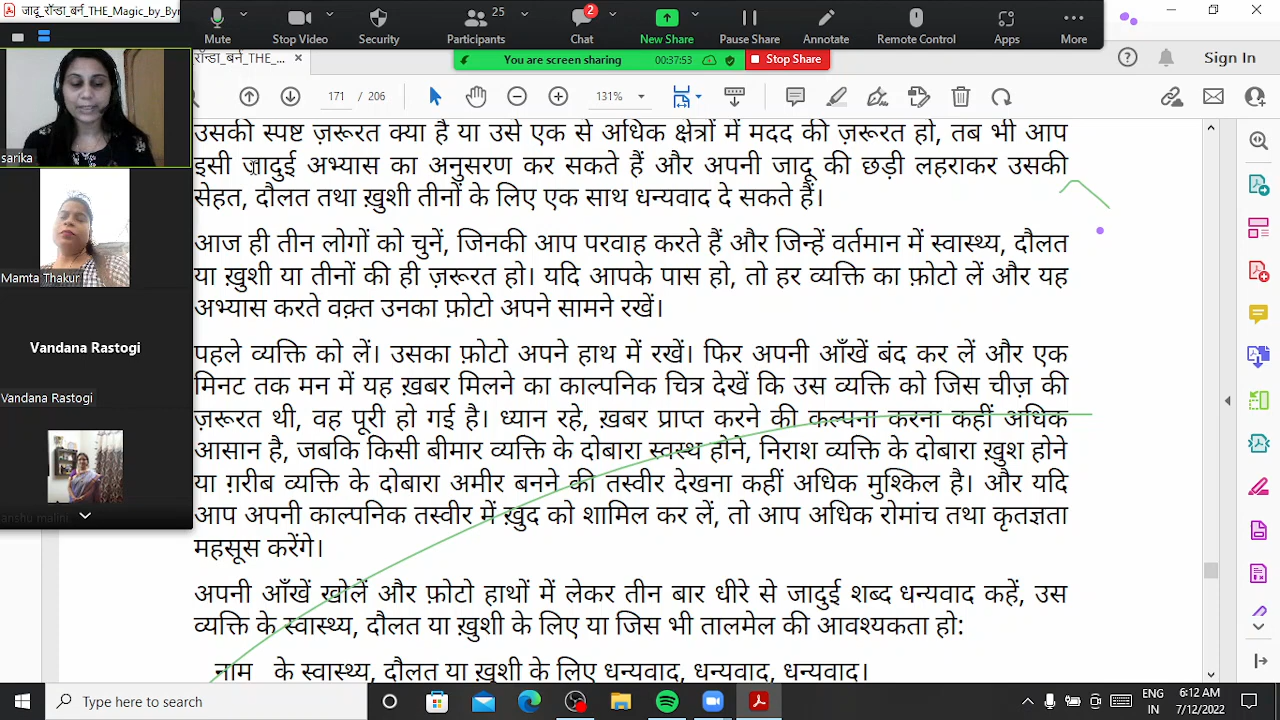 जादू_रॉन्डा_बर्न_THE_Magic_by_Byr
Mute
Stop Video
Security
25
Participants
2
Chat
New Share
Pause Share
Annotate
Remote Control
Apps
More
रॉन्डा_बर्न_THE_...
You are screen sharing
00:37:53
Stop Share
Sign In
171 / 206
131%
sarika
Mamta Thakur
Vandana Rastogi
Vandana Rastogi
anshu malini
उसकी स्पष्ट ज़रूरत क्या है या उसे एक से अधिक क्षेत्रों में मदद की ज़रूरत हो, तब भी आप
इसी जादुई अभ्यास का अनुसरण कर सकते हैं और अपनी जादू की छड़ी लहराकर उसकी
सेहत, दौलत तथा ख़ुशी तीनों के लिए एक साथ धन्यवाद दे सकते हैं।
आज ही तीन लोगों को चुनें, जिनकी आप परवाह करते हैं और जिन्हें वर्तमान में स्वास्थ्य, दौलत
या ख़ुशी या तीनों की ही ज़रूरत हो। यदि आपके पास हो, तो हर व्यक्ति का फ़ोटो लें और यह
अभ्यास करते वक़्त उनका फ़ोटो अपने सामने रखें।
पहले व्यक्ति को लें। उसका फ़ोटो अपने हाथ में रखें। फिर अपनी आँखें बंद कर लें और एक
मिनट तक मन में यह ख़बर मिलने का काल्पनिक चित्र देखें कि उस व्यक्ति को जिस चीज़ की
ज़रूरत थी, वह पूरी हो गई है। ध्यान रहे, ख़बर प्राप्त करने की कल्पना करना कहीं अधिक
आसान है, जबकि किसी बीमार व्यक्ति के दोबारा स्वस्थ होने, निराश व्यक्ति के दोबारा ख़ुश होने
या ग़रीब व्यक्ति के दोबारा अमीर बनने की तस्वीर देखना कहीं अधिक मुश्किल है। और यदि
आप अपनी काल्पनिक तस्वीर में ख़ुद को शामिल कर लें, तो आप अधिक रोमांच तथा कृतज्ञता
महसूस करेंगे।
अपनी आँखें खोलें और फ़ोटो हाथों में लेकर तीन बार धीरे से जादुई शब्द धन्यवाद कहें, उस
व्यक्ति के स्वास्थ्य, दौलत या ख़ुशी के लिए या जिस भी तालमेल की आवश्यकता हो:
नाम के स्वास्थ्य, दौलत या ख़ुशी के लिए धन्यवाद, धन्यवाद, धन्यवाद।
Type here to search
ENG
IN
6:12 AM
7/12/2022